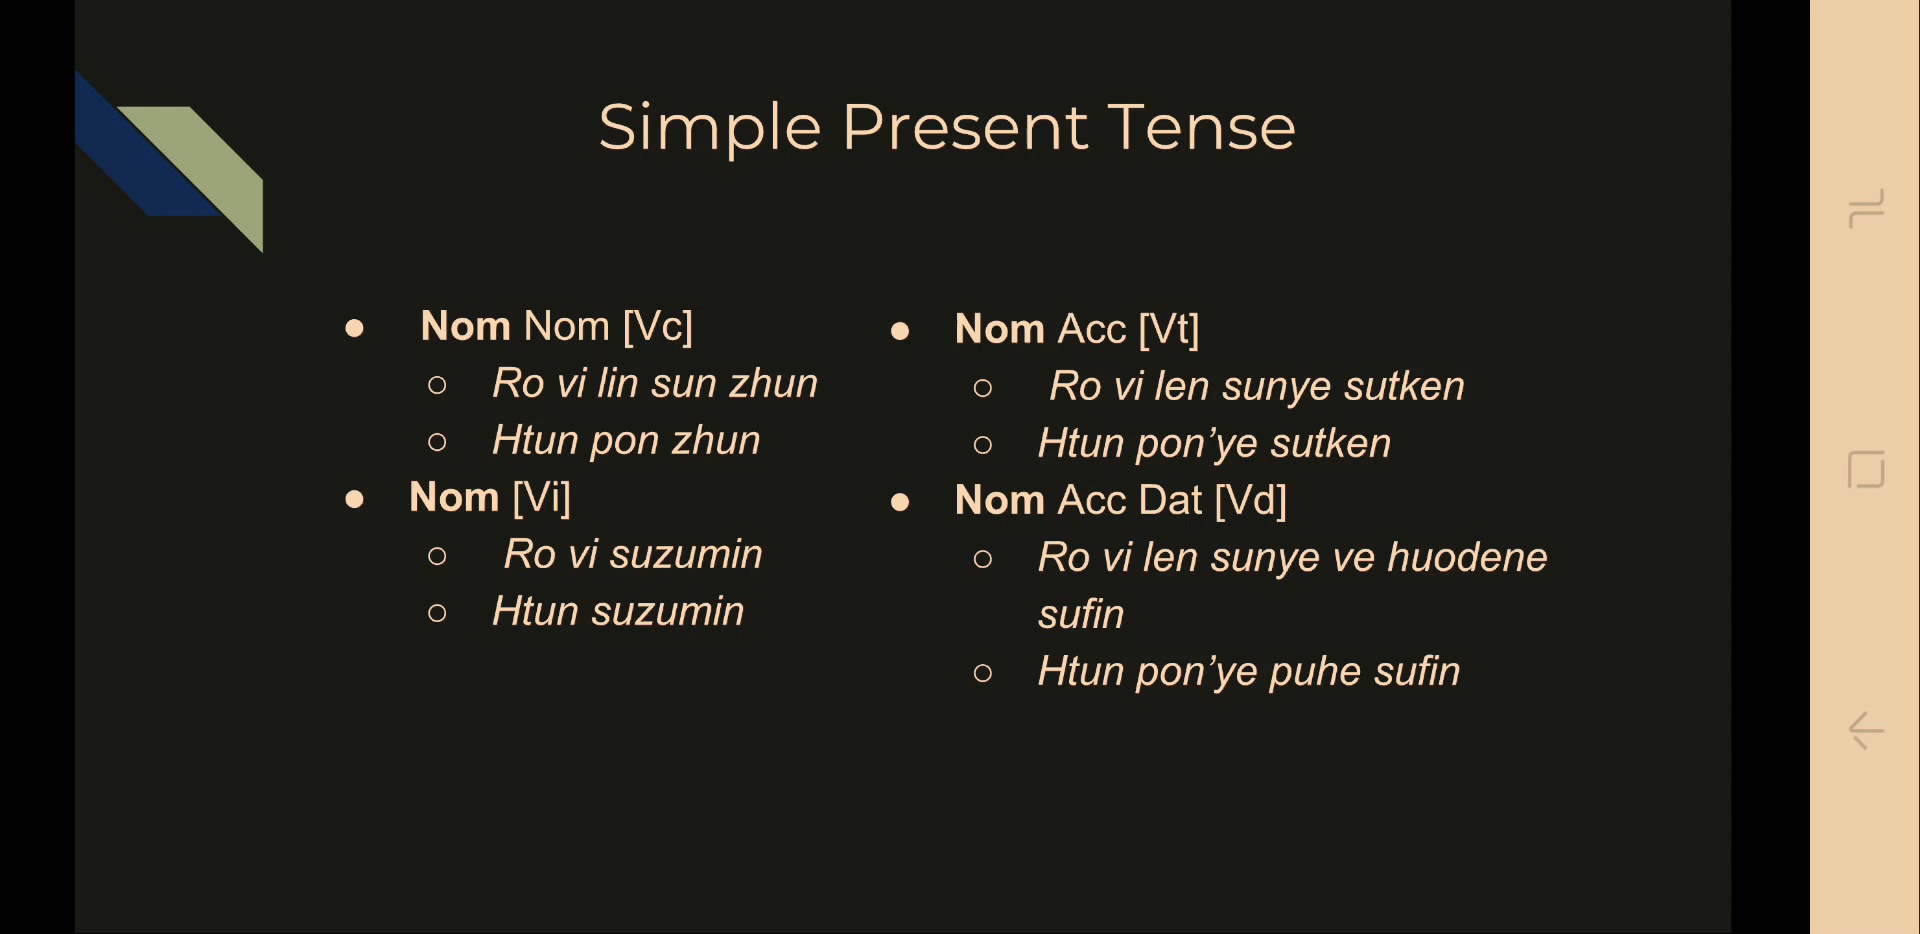 Simple Present Tense
● Nom Nom [Vc]
○ Ro vi lin sun zhun
○ Htun pon zhun
● Nom [Vi]
○ Ro vi suzumin
○ Htun suzumin
● Nom Acc [Vt]
○ Ro vi len sunye sutken
○ Htun pon’ye sutken
● Nom Acc Dat [Vd]
○ Ro vi len sunye ve huodene
sufin
○ Htun pon’ye puhe sufin